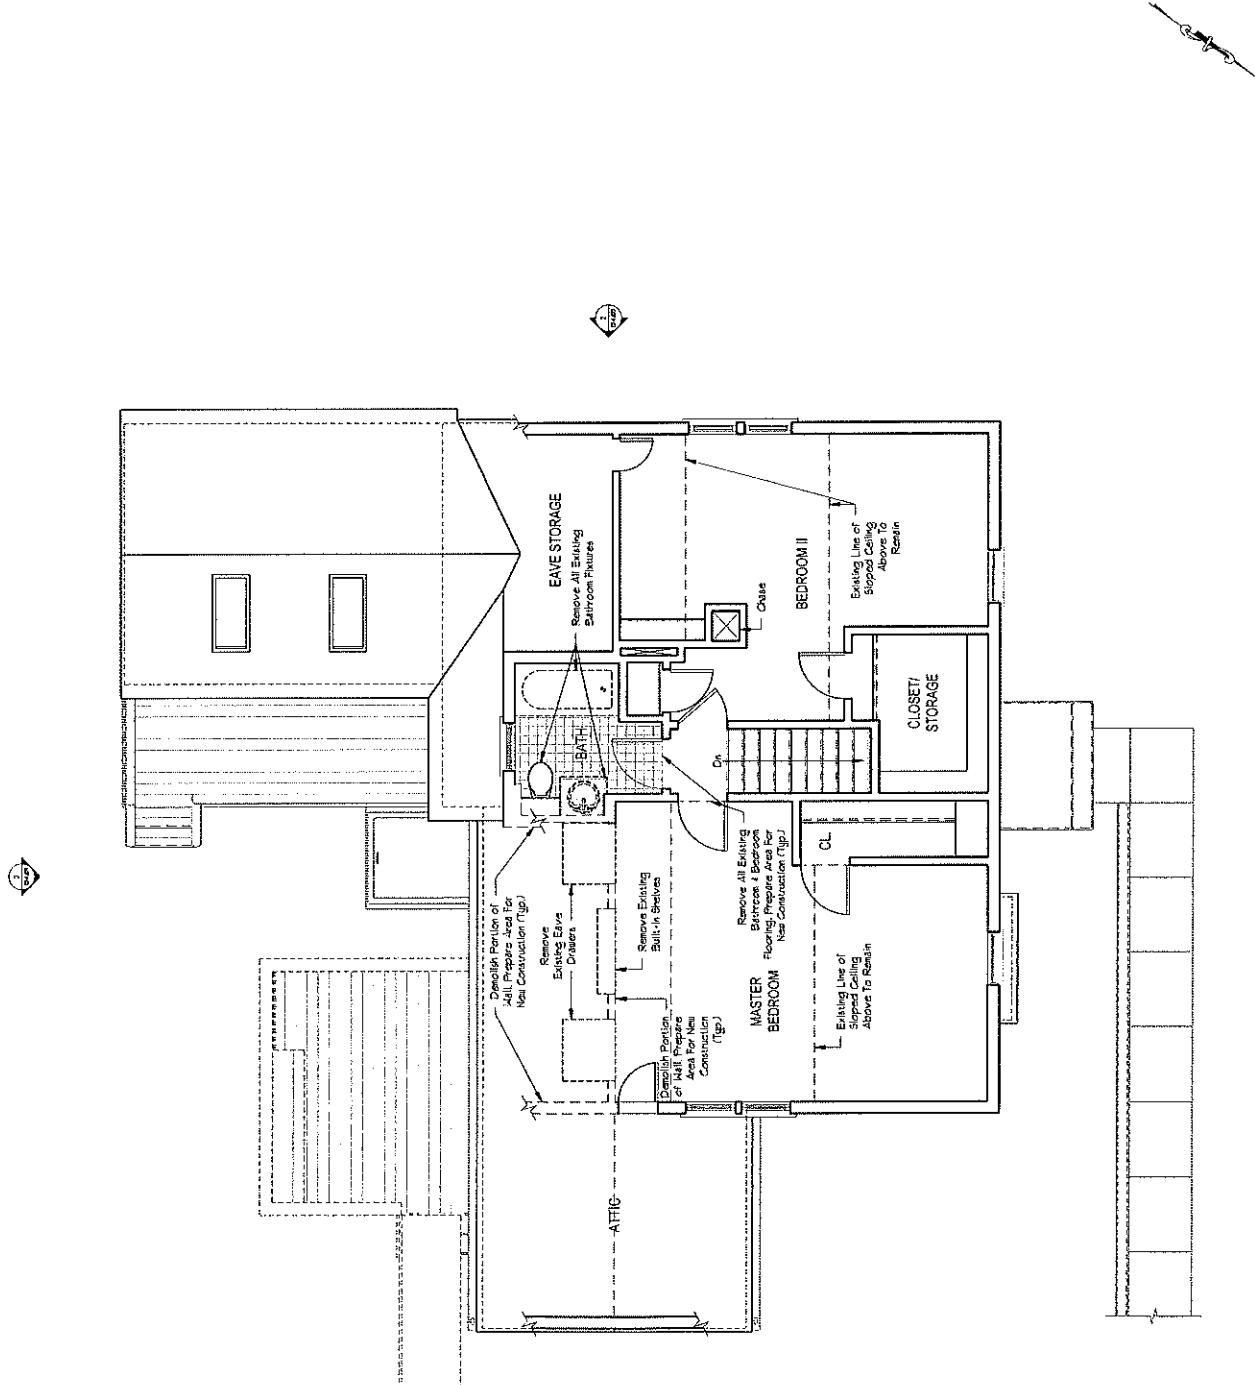 EAVE STORAGE
Remove All Existing
Bathroom Fixtures
BEDROOM II
Existing Line of
Sloped Ceiling
Above To
Remain
Chase
BATH
CLOSET/
STORAGE
Dn
CL.
Demolish Portion of
Wall. Prepare Area For
New Construction (Typ.)
Remove
Existing Eave
Drawers
Remove Existing
Built-in Shelves
Remove All Existing
Bathroom & Bedroom
Flooring. Prepare Area For
New Construction (Typ.)
Demolish Portion
of Wall. Prepare
Area For New
Construction
(Typ.)
MASTER
BEDROOM
Existing Line of
Sloped Ceiling
Above To Remain
ATTIC